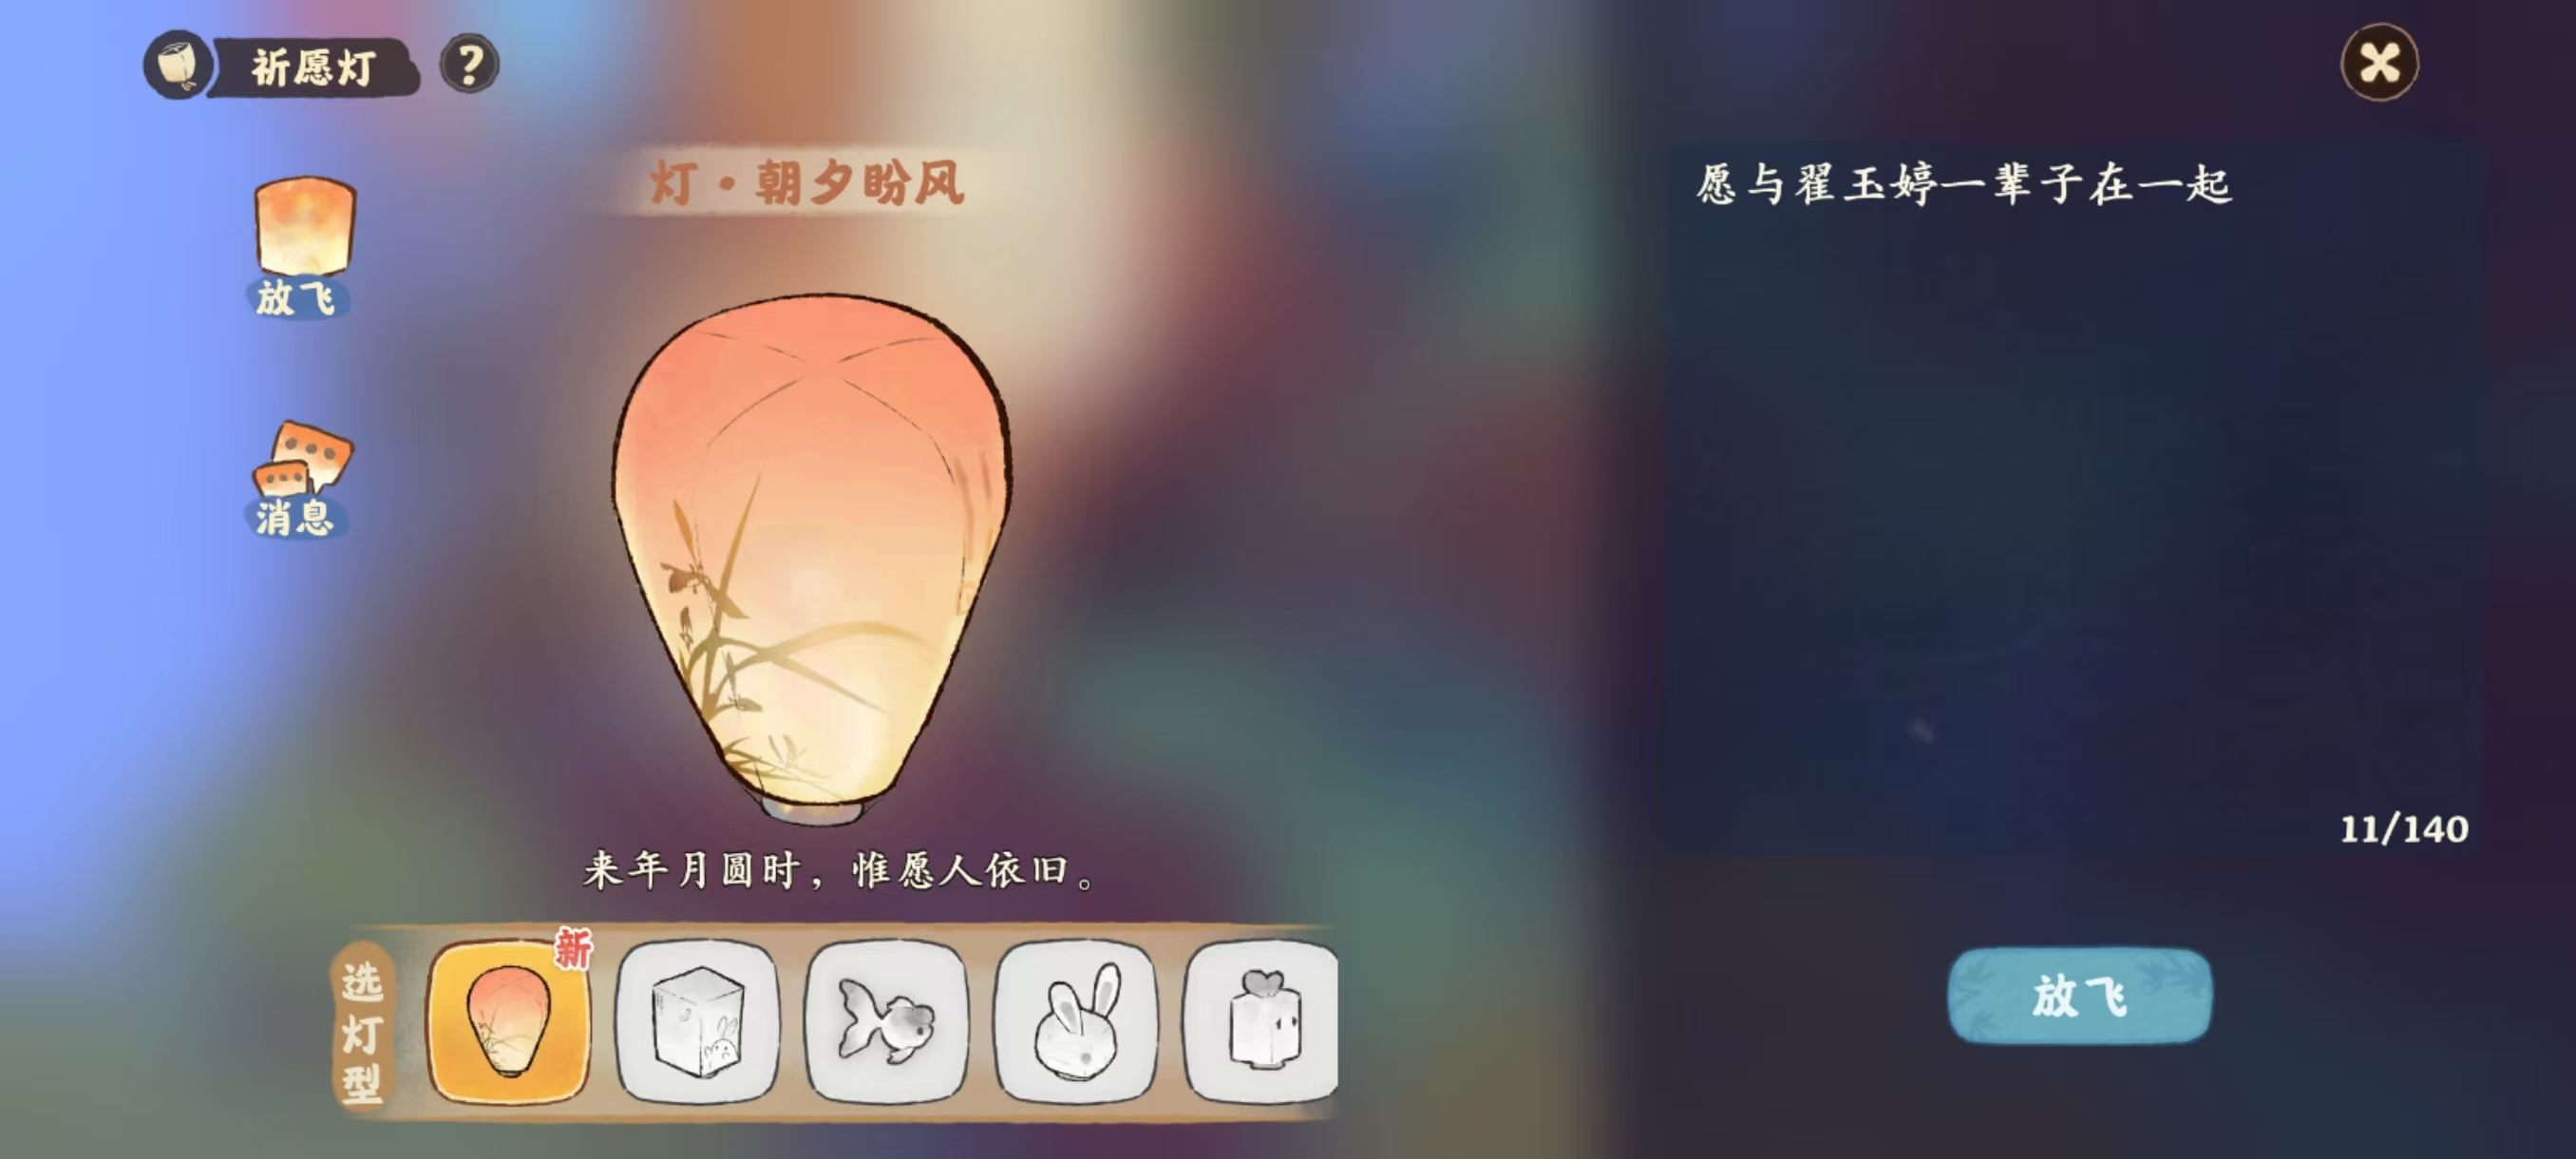 祈愿灯
?
灯·朝夕盼风
放飞
消息
来年月圆时，惟愿人依旧。
选灯型
新
愿与翟玉婷一辈子在一起
11/140
放飞